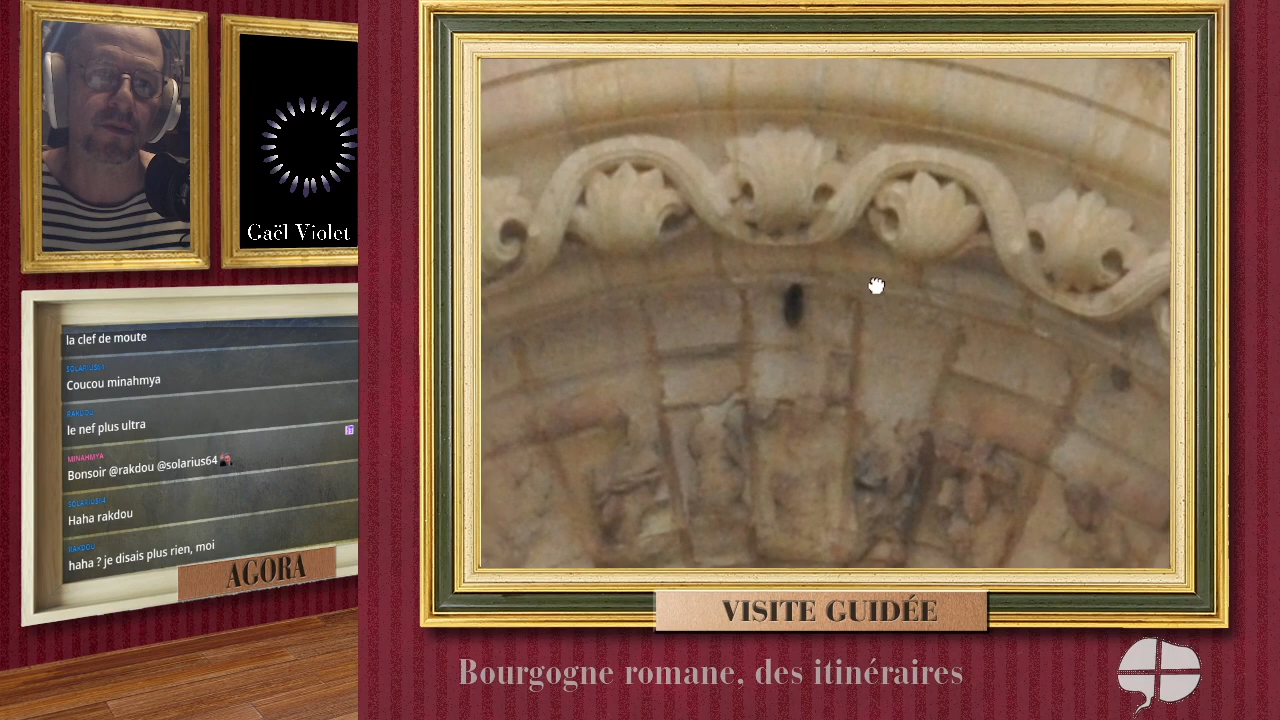 Gaël Violet
la clef de moute
SOLARIUS64
Coucou minahmya
RAKDOU
le nef plus ultra
MINAHMYA
Bonsoir @rakdou @solarius64
SOLARIUS64
Haha rakdou
RAKDOU
haha ? je disais plus rien, moi
AGORA
VISITE GUIDÉE
Bourgogne romane, des itinéraires